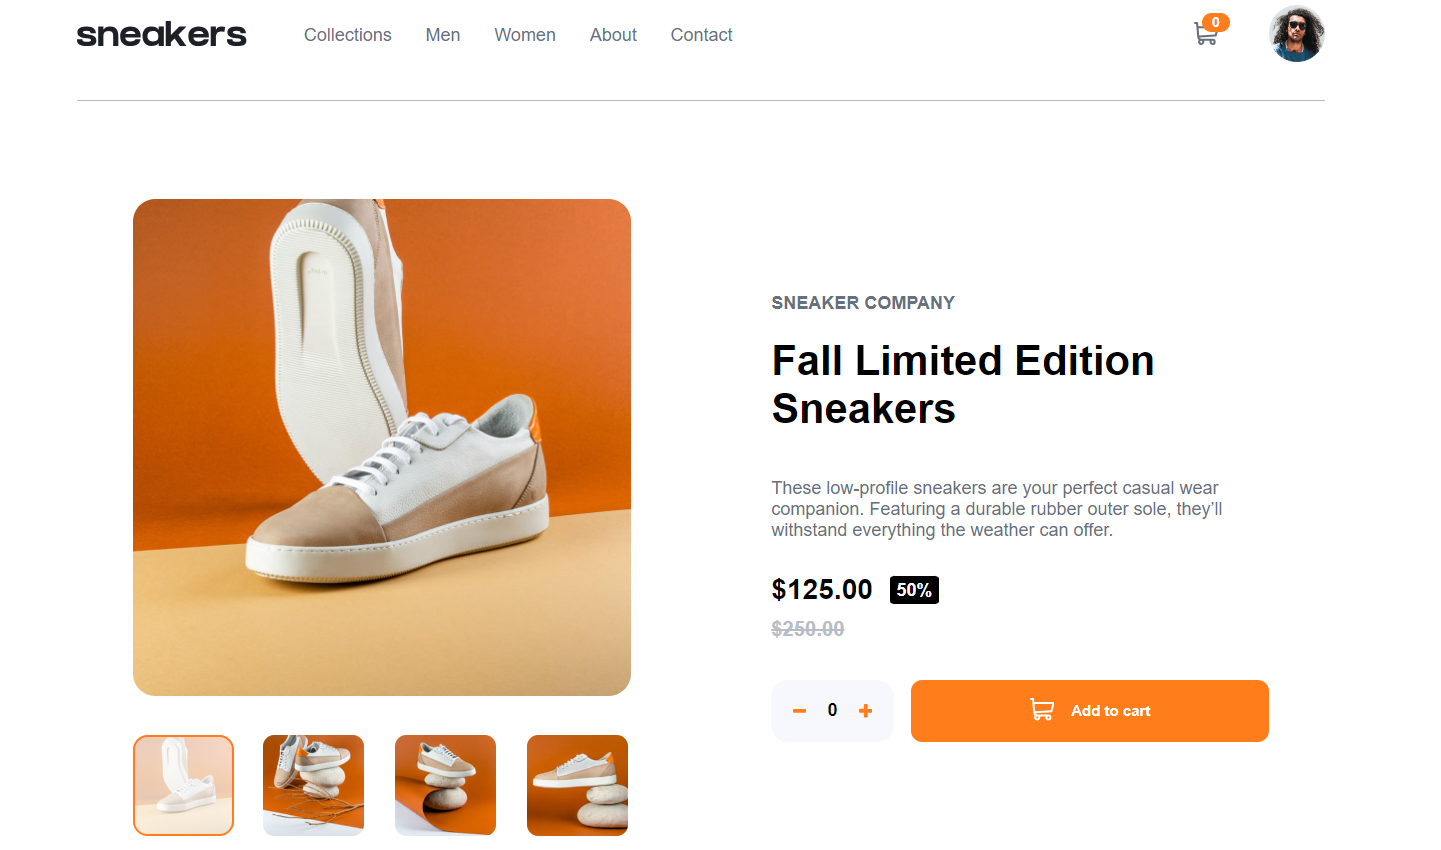 sneakers
Collections
Men
Women
About
Contact
0
SNEAKER COMPANY
Fall Limited Edition
Sneakers
These low-profile sneakers are your perfect casual wear
companion. Featuring a durable rubber outer sole, they’ll
withstand everything the weather can offer.
$125.00
50%
$250.00
0
Add to cart